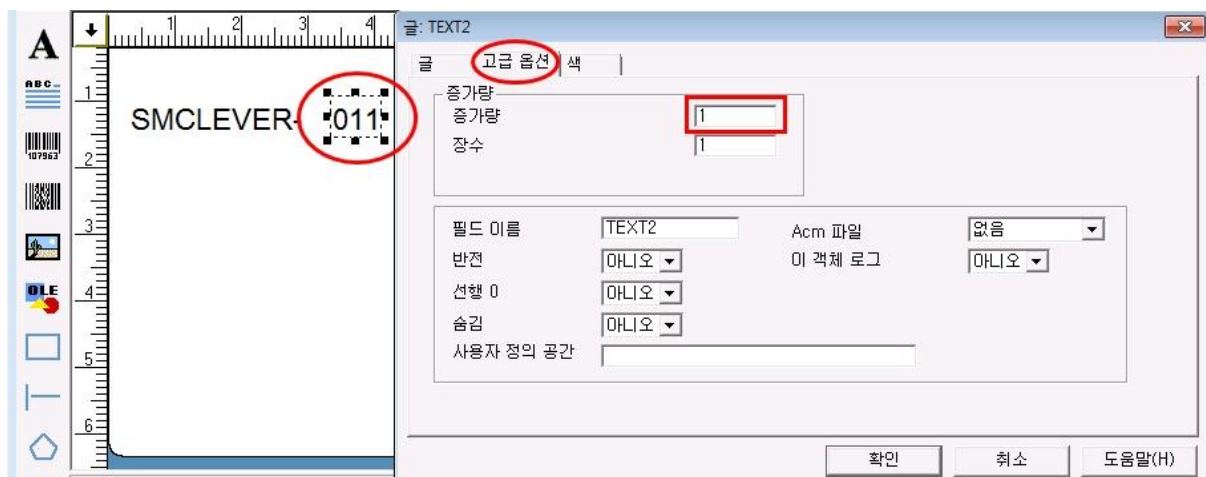 1 2 3 4
글: TEXT2
A
글 고급 옵션 색
ABC
1
증가량
증가량 1
SMCLEVER- 011
장수 1
107963
2
3
필드 이름 TEXT2 Acm 파일 없음
반전 아니오 이 객체 로그 아니오
OLE
4
선행 0 아니오
숨김 아니오
사용자 정의 공간
5
6
확인 취소 도움말(H)